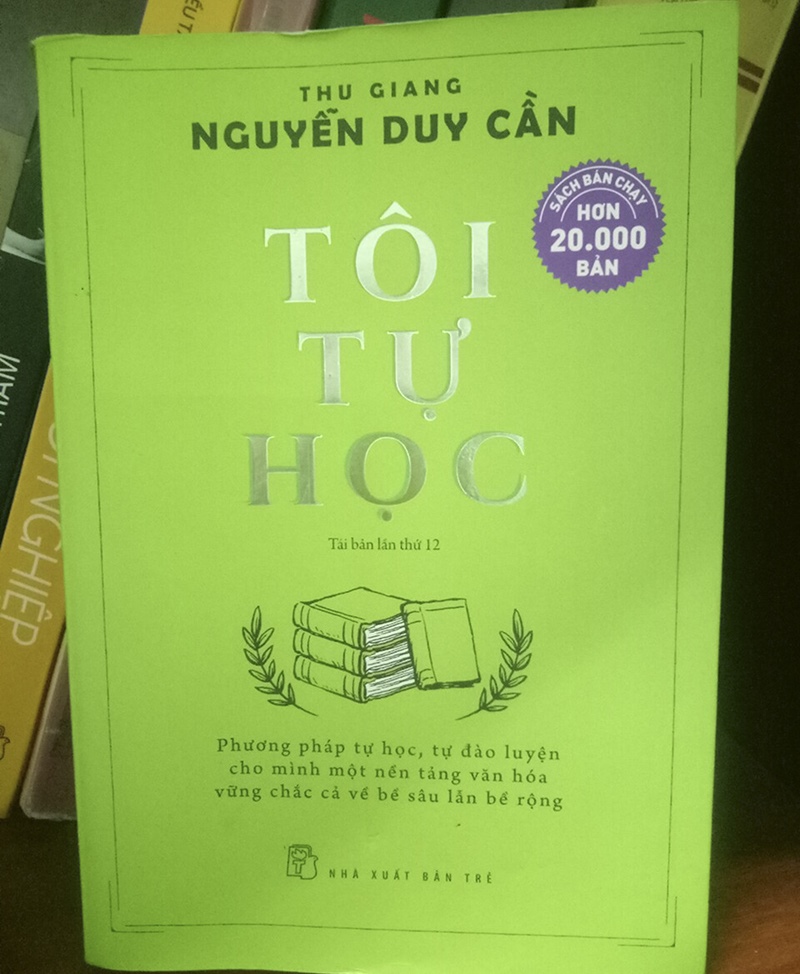 THU GIANG
NGUYỄN DUY CẦN
SÁCH BÁN CHẠY
HƠN
20.000
BẢN
TÔI
TỰ
HỌC
Tái bản lần thứ 12
Phương pháp tự học, tự đào luyện
cho mình một nền tảng văn hóa
vững chắc cả về bề sâu lẫn bề rộng
NHÀ XUẤT BẢN TRẺ
NGHIỆP